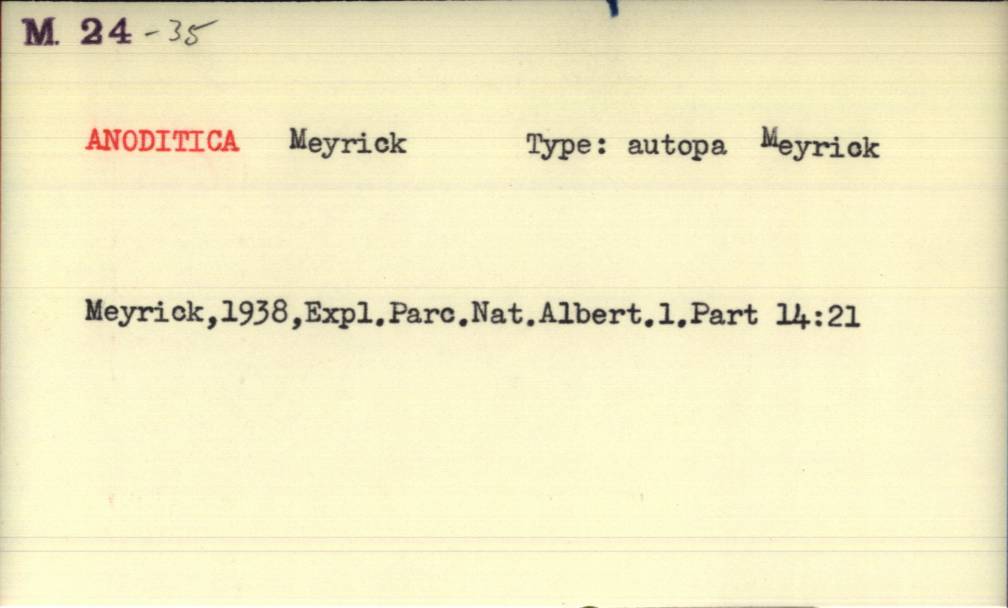 M. 24 - 35
ANODITICA Meyrick Type: autopa Meyrick
Meyrick,1938,Expl.Parc.Nat.Albert.1.Part 14:21